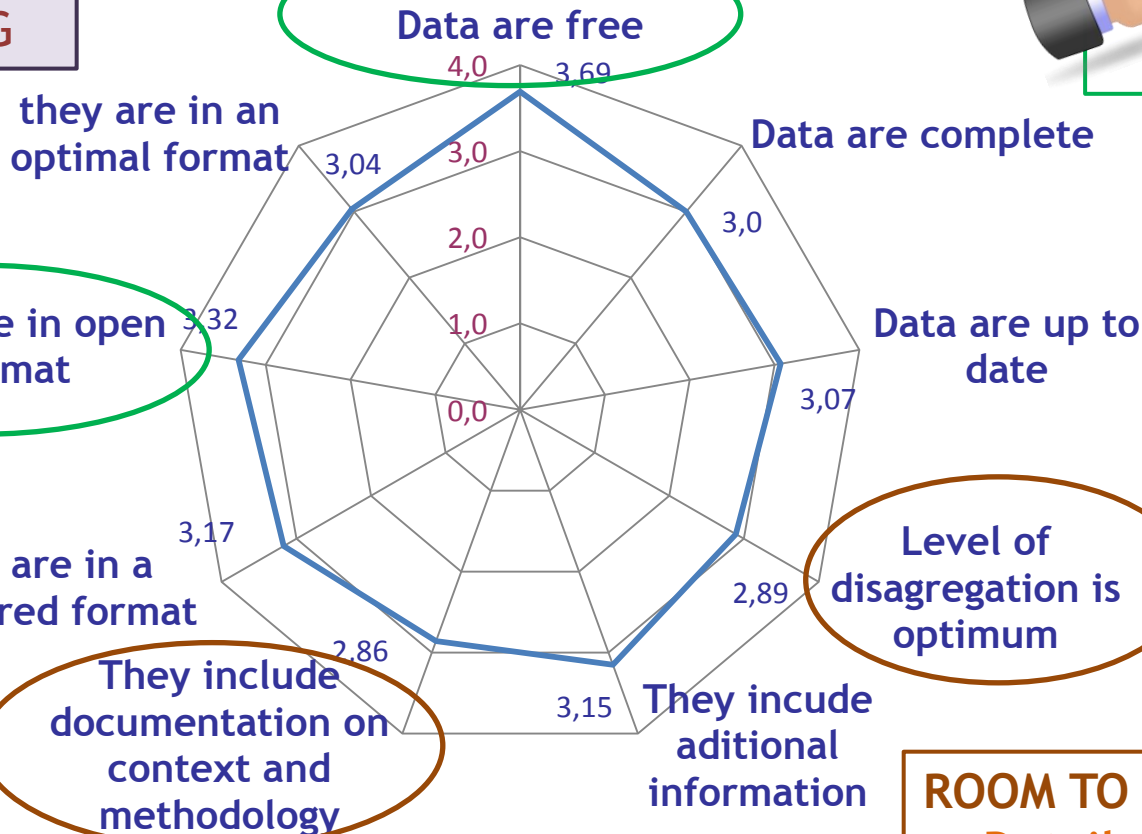 G
Data are free
4,0
3,69
they are in an
optimal format
3,04
3,0
Data are complete
3,0
2,0
3,32
e in open
mat
1,0
Data are up to
date
3,07
0,0
3,17
are in a
red format
2,89
Level of
disagregation is
optimum
2,86
They include
documentation on
context and
methodology
3,15
They incude
aditional
information
ROOM TO